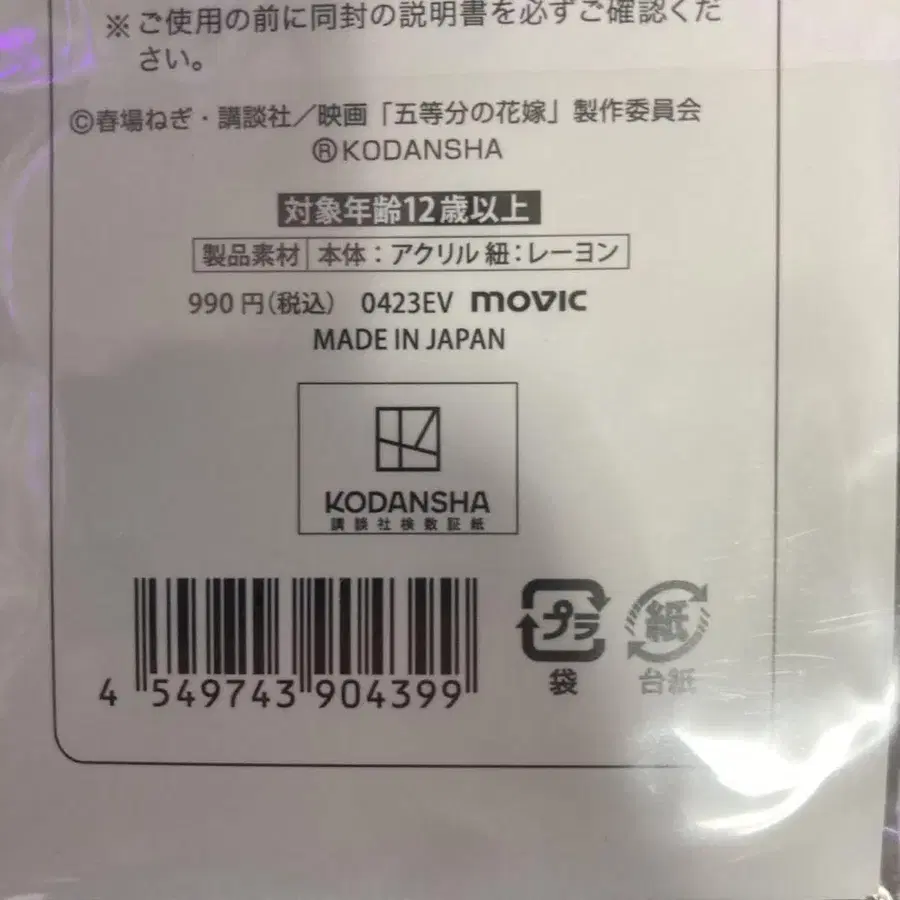 ※ご使用の前に同封の説明書を必ずご確認くだ
さい。
©春場ねぎ・講談社／映画「五等分の花嫁」製作委員会
®KODANSHA
対象年齢12歳以上
製品素材 本体：アクリル 紐：レーヨン
990円(税込) 0423EV movic
MADE IN JAPAN
KODANSHA
講談社検数証紙
4 549743 904399
プラ 紙
袋 台紙